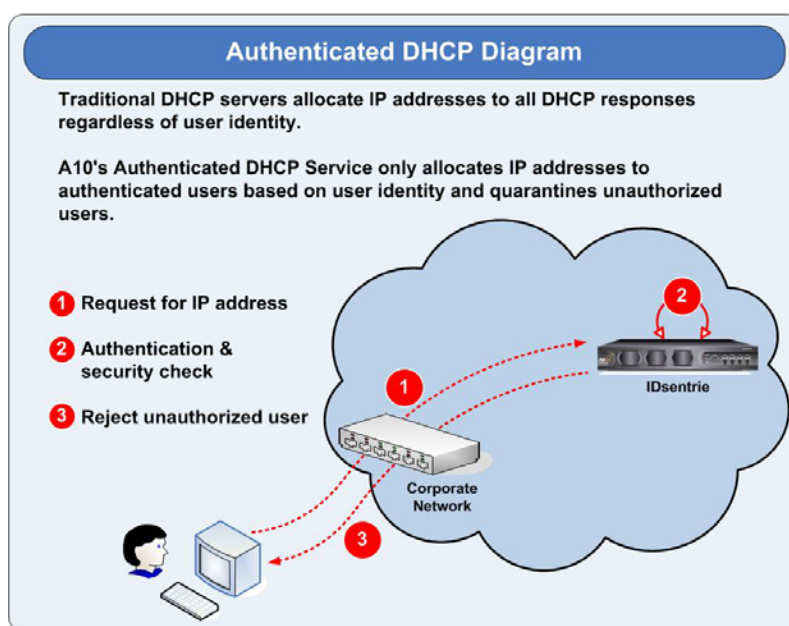 Authenticated DHCP Diagram
Traditional DHCP servers allocate IP addresses to all DHCP responses
regardless of user identity.
A10's Authenticated DHCP Service only allocates IP addresses to
authenticated users based on user identity and quarantines unauthorized
users.
1 Request for IP address
2 Authentication &
security check
3 Reject unauthorized user
2
IDsentrie
1
Corporate
Network
3